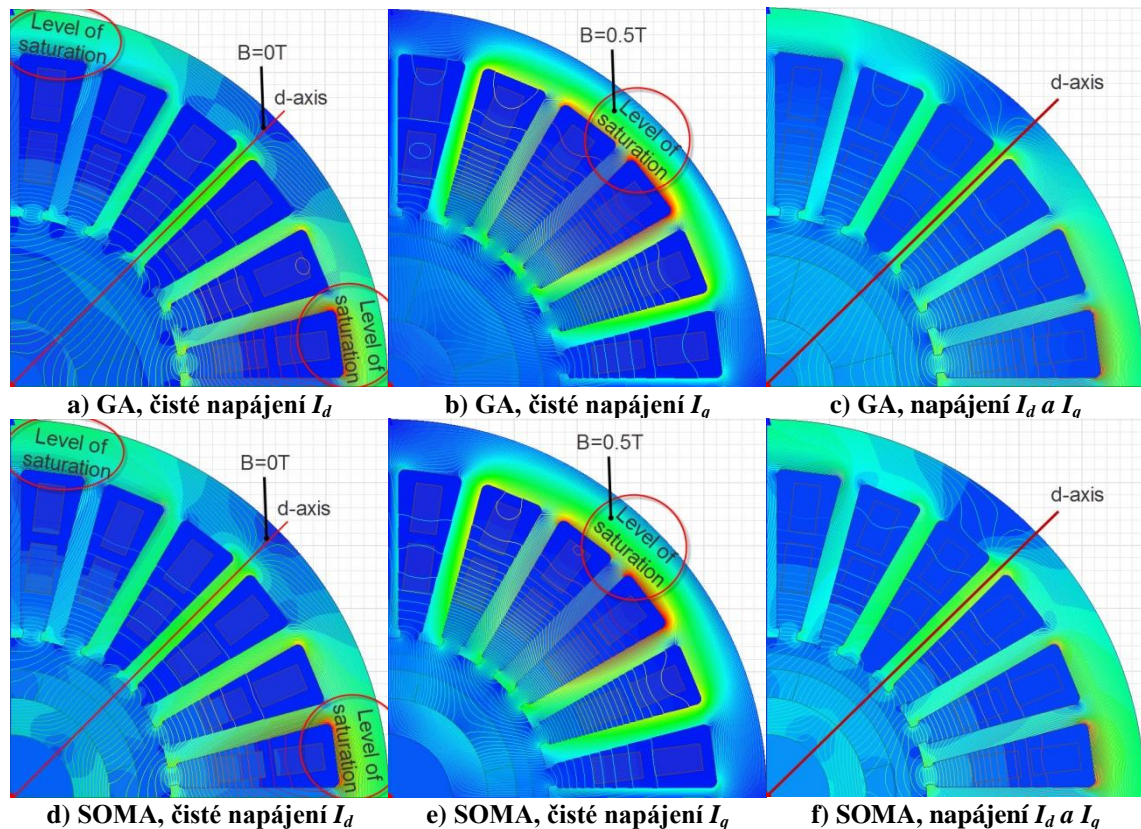 Level of
saturation
B=0T
d-axis
Level of
saturation
a) GA, čisté napájení Id
B=0.5T
Level of
saturation
b) GA, čisté napájení Iq
d-axis
c) GA, napájení Id a Iq
Level of
saturation
B=0T
d-axis
Level of
saturation
d) SOMA, čisté napájení Id
B=0.5T
Level of
saturation
e) SOMA, čisté napájení Iq
d-axis
f) SOMA, napájení Id a Iq